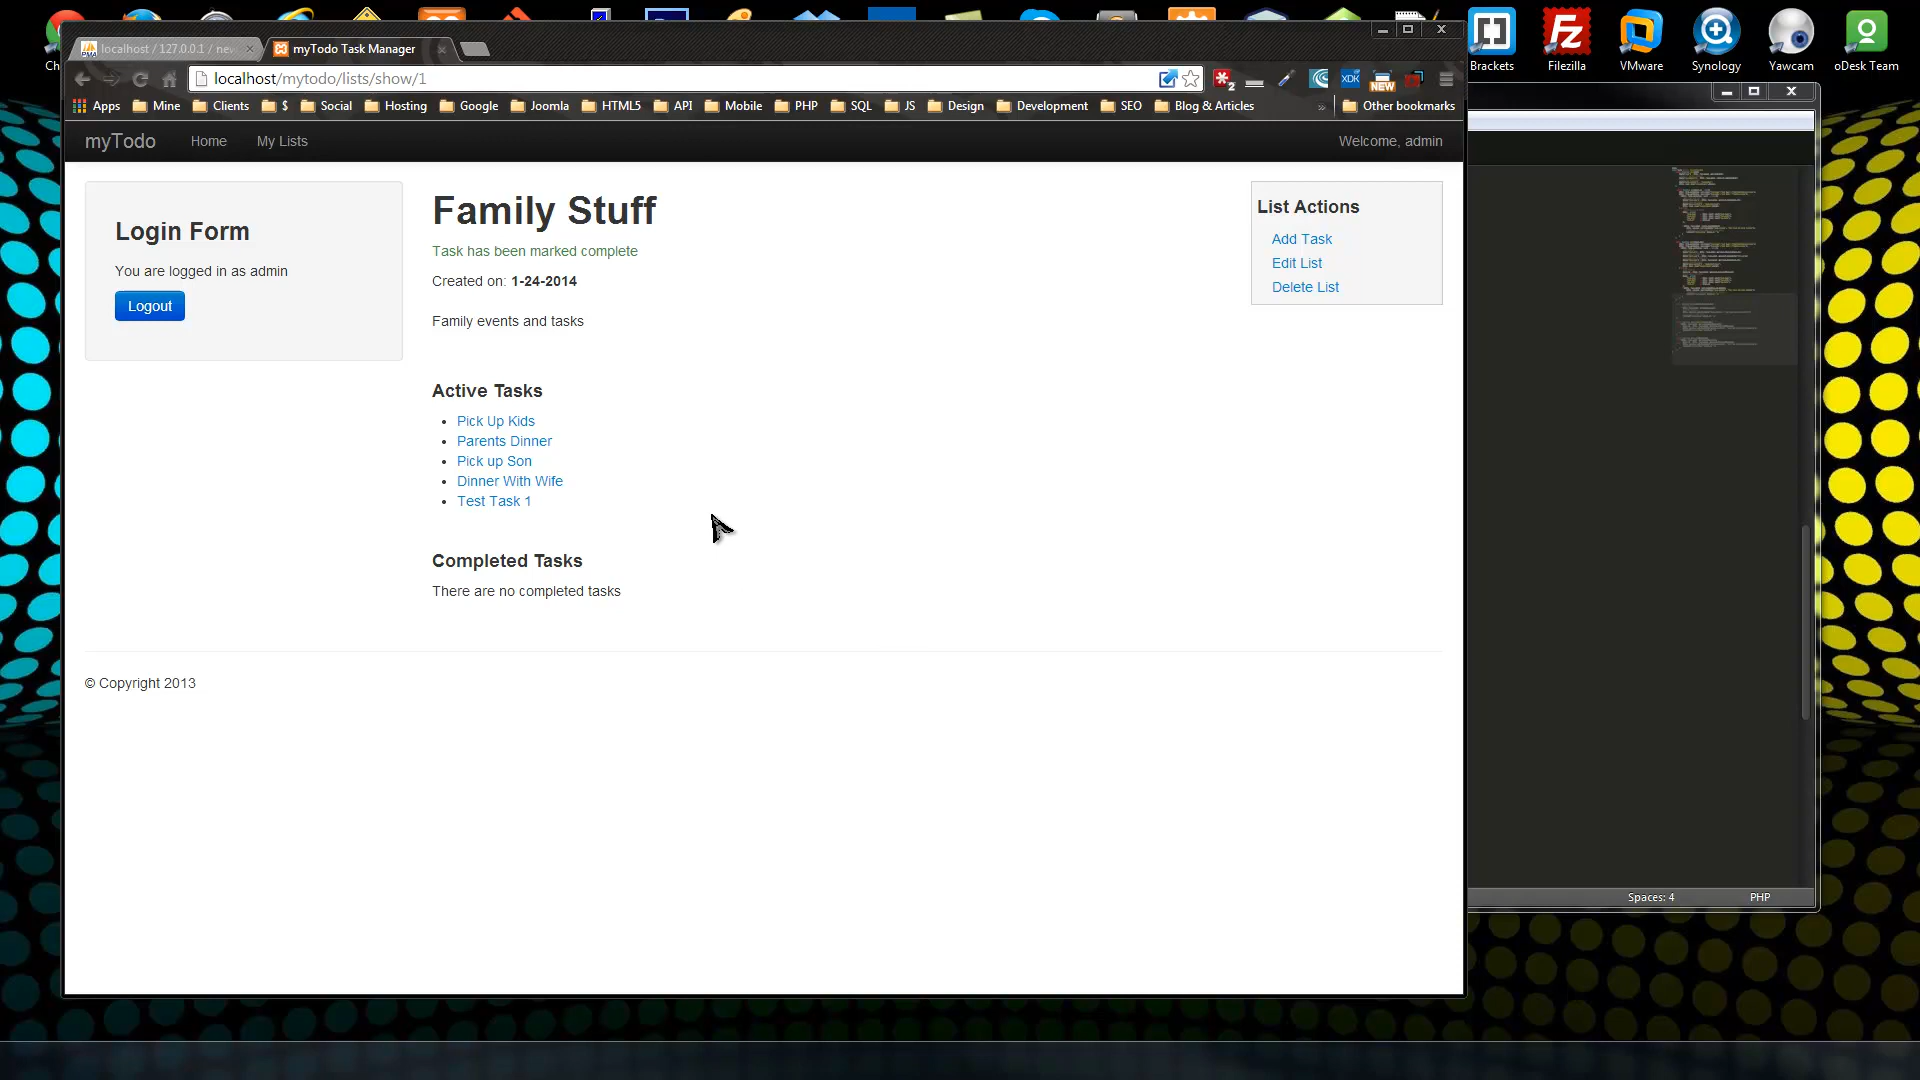 Ch
Brackets
Filezilla
VMware
Synology
Yawcam
oDesk Team
localhost / 127.0.0.1 / new
myTodo Task Manager
localhost/mytodo/lists/show/1
2
XDK
NEW
Apps
Mine
Clients
$
Social
Hosting
Google
Joomla
HTML5
API
Mobile
PHP
SQL
JS
Design
Development
SEO
Blog & Articles
»
Other bookmarks
myTodo
Home
My Lists
Welcome, admin
Login Form
You are logged in as admin
Logout
Family Stuff
Task has been marked complete
Created on: 1-24-2014
Family events and tasks
List Actions
Add Task
Edit List
Delete List
Active Tasks
• Pick Up Kids
• Parents Dinner
• Pick up Son
• Dinner With Wife
• Test Task 1
Completed Tasks
There are no completed tasks
© Copyright 2013
Spaces: 4
PHP